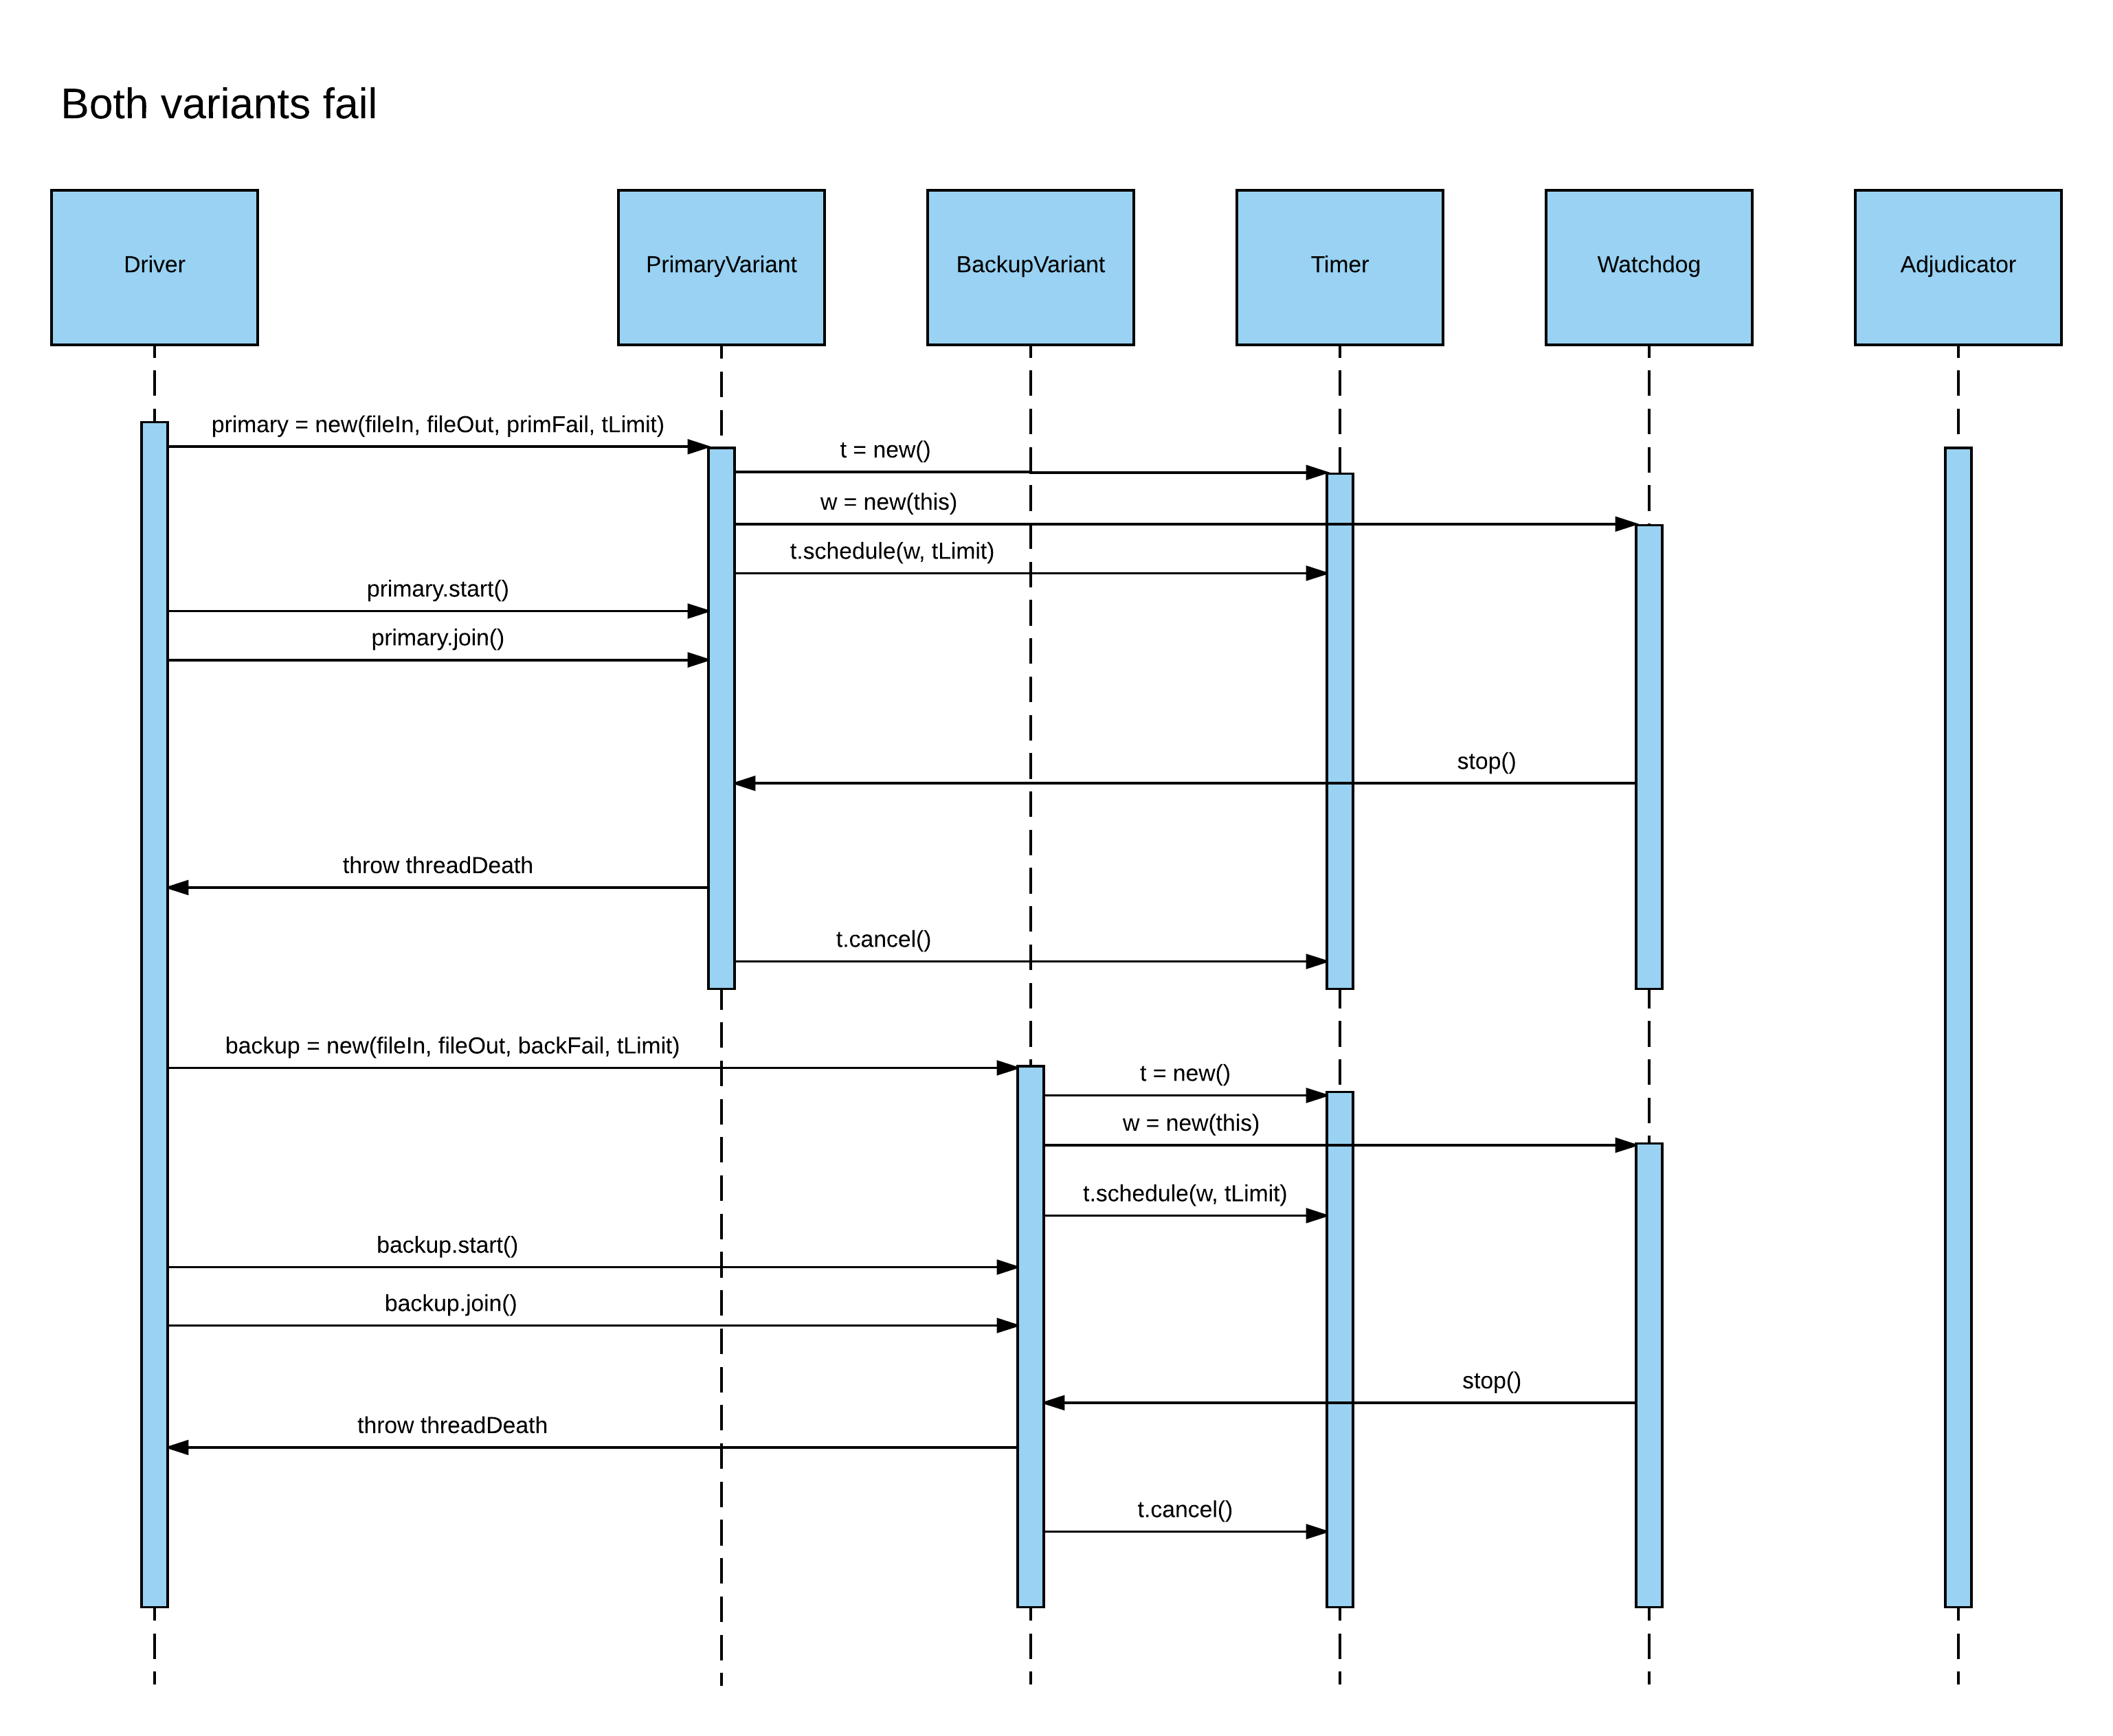 Both variants fail
Driver
PrimaryVariant
BackupVariant
Timer
Watchdog
Adjudicator
primary = new(fileIn, fileOut, primFail, tLimit)
t = new()
w = new(this)
t.schedule(w, tLimit)
primary.start()
primary.join()
stop()
throw threadDeath
t.cancel()
backup = new(fileIn, fileOut, backFail, tLimit)
t = new()
w = new(this)
t.schedule(w, tLimit)
backup.start()
backup.join()
stop()
throw threadDeath
t.cancel()